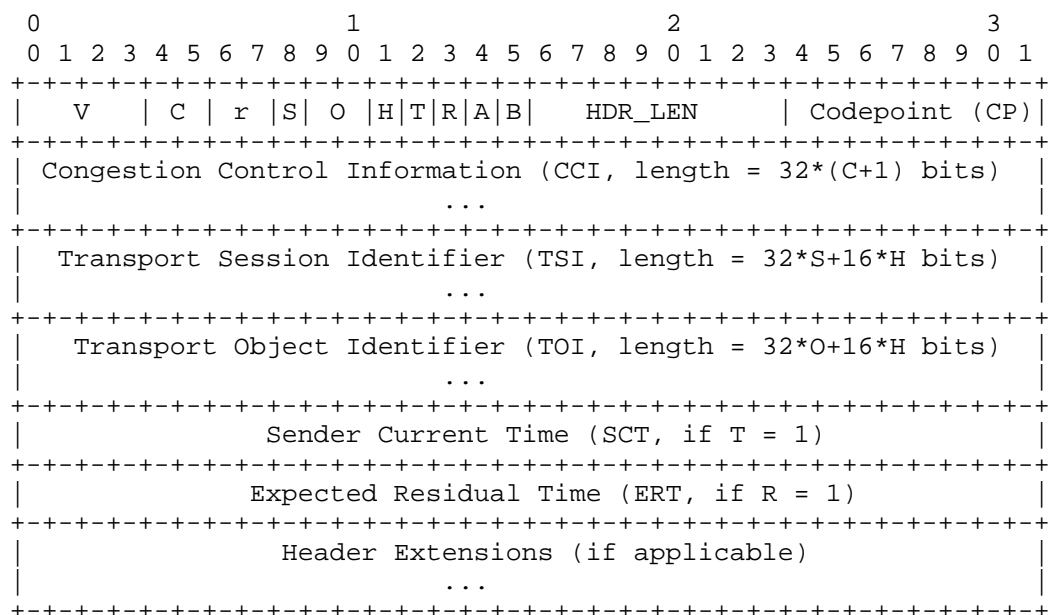 0                   1                   2                   3
 0 1 2 3 4 5 6 7 8 9 0 1 2 3 4 5 6 7 8 9 0 1 2 3 4 5 6 7 8 9 0 1
+-+-+-+-+-+-+-+-+-+-+-+-+-+-+-+-+-+-+-+-+-+-+-+-+-+-+-+-+-+-+-+-+
|   V   | C | r |S| O |H|T|R|A|B|   HDR_LEN     | Codepoint (CP)|
+-+-+-+-+-+-+-+-+-+-+-+-+-+-+-+-+-+-+-+-+-+-+-+-+-+-+-+-+-+-+-+-+
| Congestion Control Information (CCI, length = 32*(C+1) bits)  |
|                          ...                                  |
+-+-+-+-+-+-+-+-+-+-+-+-+-+-+-+-+-+-+-+-+-+-+-+-+-+-+-+-+-+-+-+-+
|  Transport Session Identifier (TSI, length = 32*S+16*H bits)  |
|                          ...                                  |
+-+-+-+-+-+-+-+-+-+-+-+-+-+-+-+-+-+-+-+-+-+-+-+-+-+-+-+-+-+-+-+-+
|   Transport Object Identifier (TOI, length = 32*O+16*H bits)  |
|                          ...                                  |
+-+-+-+-+-+-+-+-+-+-+-+-+-+-+-+-+-+-+-+-+-+-+-+-+-+-+-+-+-+-+-+-+
|               Sender Current Time (SCT, if T = 1)             |
+-+-+-+-+-+-+-+-+-+-+-+-+-+-+-+-+-+-+-+-+-+-+-+-+-+-+-+-+-+-+-+-+
|              Expected Residual Time (ERT, if R = 1)           |
+-+-+-+-+-+-+-+-+-+-+-+-+-+-+-+-+-+-+-+-+-+-+-+-+-+-+-+-+-+-+-+-+
|                Header Extensions (if applicable)              |
|                          ...                                  |
+-+-+-+-+-+-+-+-+-+-+-+-+-+-+-+-+-+-+-+-+-+-+-+-+-+-+-+-+-+-+-+-+